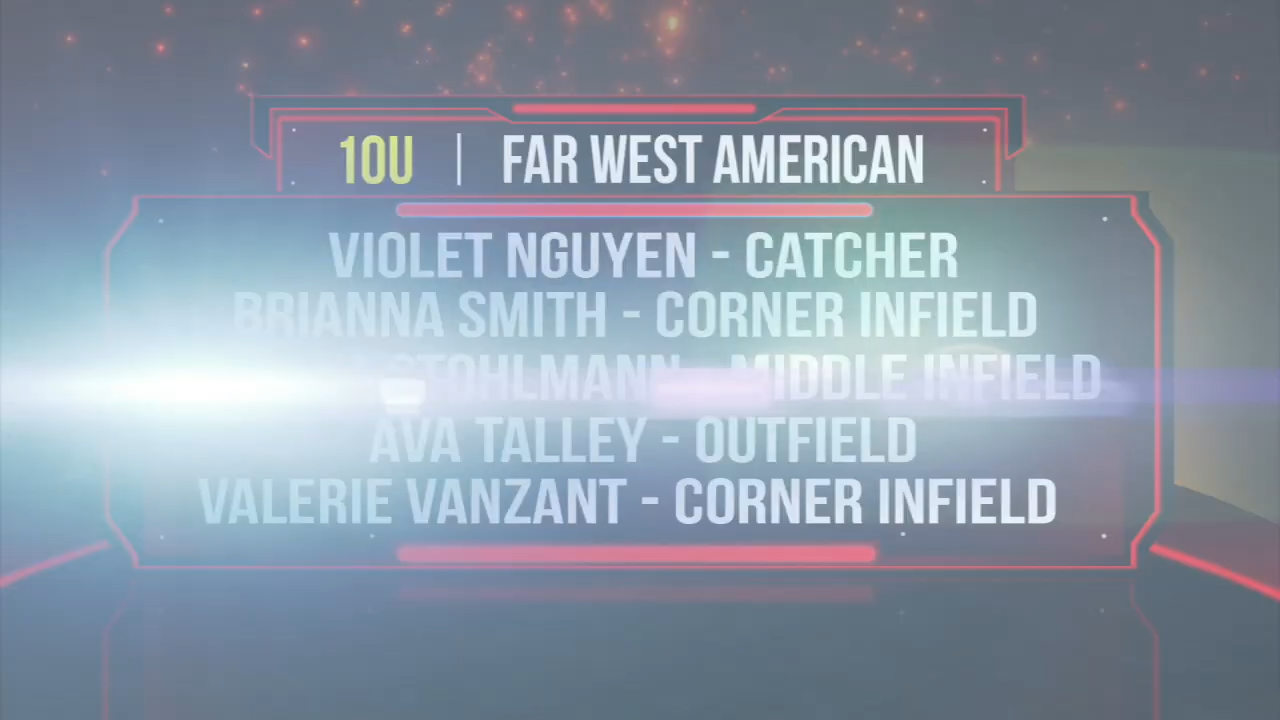 10U | FAR WEST AMERICAN
VIOLET NGUYEN - CATCHER
BRIANNA SMITH - CORNER INFIELD
STOHLMANN - MIDDLE INFIELD
AVA TALLEY - OUTFIELD
VALERIE VANZANT - CORNER INFIELD